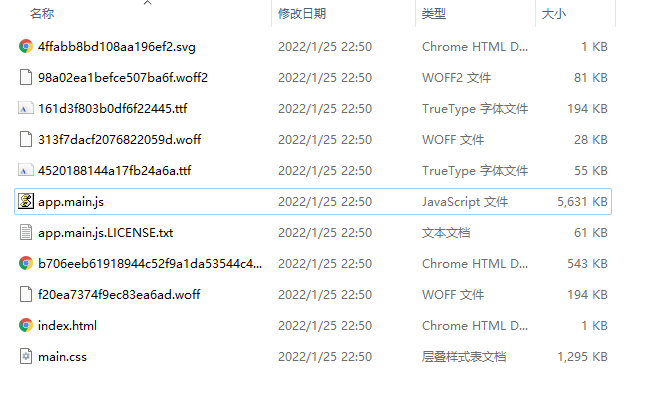 名称 修改日期 类型 大小
4ffabb8bd108aa196ef2.svg 2022/1/25 22:50 Chrome HTML D... 1 KB
98a02ea1befce507ba6f.woff2 2022/1/25 22:50 WOFF2 文件 81 KB
161d3f803b0df6f22445.ttf 2022/1/25 22:50 TrueType 字体文件 194 KB
313f7dacf2076822059d.woff 2022/1/25 22:50 WOFF 文件 28 KB
4520188144a17fb24a6a.ttf 2022/1/25 22:50 TrueType 字体文件 55 KB
app.main.js 2022/1/25 22:50 JavaScript 文件 5,631 KB
app.main.js.LICENSE.txt 2022/1/25 22:50 文本文档 61 KB
b706eeb61918944c52f9a1da53544c4... 2022/1/25 22:50 Chrome HTML D... 543 KB
f20ea7374f9ec83ea6ad.woff 2022/1/25 22:50 WOFF 文件 194 KB
index.html 2022/1/25 22:50 Chrome HTML D... 1 KB
main.css 2022/1/25 22:50 层叠样式表文档 1,295 KB